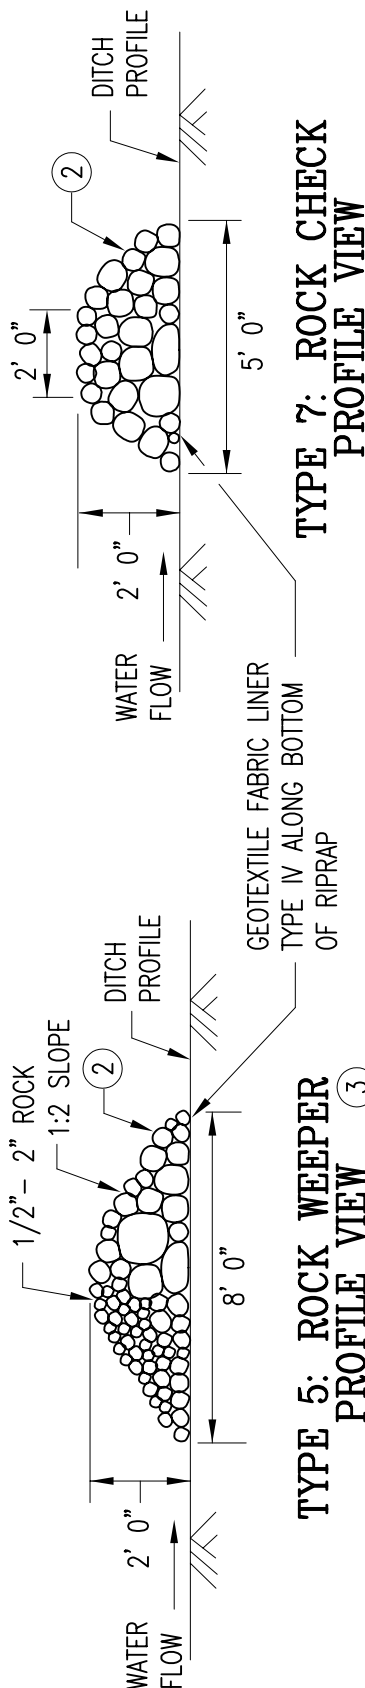 WATER
FLOW
2' 0"
1/2"- 2" ROCK
1:2 SLOPE
2
DITCH
PROFILE
8' 0"
TYPE 5: ROCK WEEPER
PROFILE VIEW
3
GEOTEXTILE FABRIC LINER
TYPE IV ALONG BOTTOM
OF RIPRAP
WATER
FLOW
2' 0"
2' 0"
2
DITCH
PROFILE
5' 0"
TYPE 7: ROCK CHECK
PROFILE VIEW